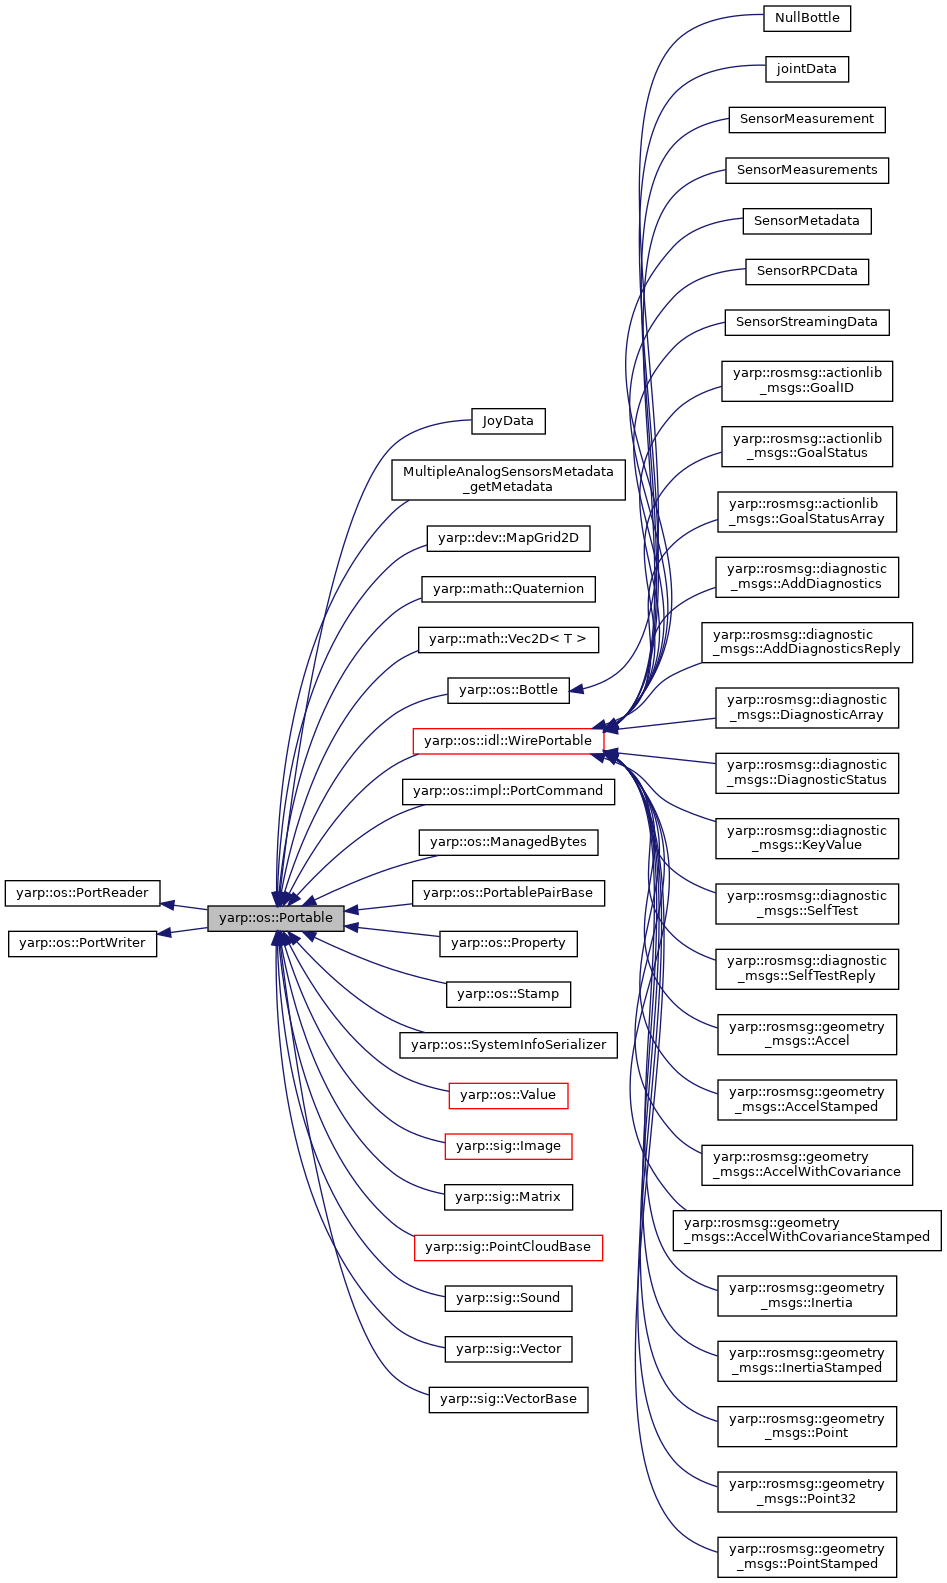 NullBottle
jointData
SensorMeasurement
SensorMeasurements
SensorMetadata
SensorRPCData
SensorStreamingData
yarp::rosmsg::actionlib
_msgs::GoalID
yarp::rosmsg::actionlib
_msgs::GoalStatus
yarp::rosmsg::actionlib
_msgs::GoalStatusArray
yarp::rosmsg::diagnostic
_msgs::AddDiagnostics
yarp::rosmsg::diagnostic
_msgs::AddDiagnosticsReply
yarp::rosmsg::diagnostic
_msgs::DiagnosticArray
yarp::rosmsg::diagnostic
_msgs::DiagnosticStatus
yarp::rosmsg::diagnostic
_msgs::KeyValue
yarp::rosmsg::diagnostic
_msgs::SelfTest
yarp::rosmsg::diagnostic
_msgs::SelfTestReply
yarp::rosmsg::geometry
_msgs::Accel
yarp::rosmsg::geometry
_msgs::AccelStamped
yarp::rosmsg::geometry
_msgs::AccelWithCovariance
yarp::rosmsg::geometry
_msgs::AccelWithCovarianceStamped
yarp::rosmsg::geometry
_msgs::Inertia
yarp::rosmsg::geometry
_msgs::InertiaStamped
yarp::rosmsg::geometry
_msgs::Point
yarp::rosmsg::geometry
_msgs::Point32
yarp::rosmsg::geometry
_msgs::PointStamped
JoyData
MultipleAnalogSensorsMetadata
_getMetadata
yarp::dev::MapGrid2D
yarp::math::Quaternion
yarp::math::Vec2D< T >
yarp::os::Bottle
yarp::os::idl::WirePortable
yarp::os::impl::PortCommand
yarp::os::ManagedBytes
yarp::os::PortablePairBase
yarp::os::Property
yarp::os::Stamp
yarp::os::SystemInfoSerializer
yarp::os::Value
yarp::sig::Image
yarp::sig::Matrix
yarp::sig::PointCloudBase
yarp::sig::Sound
yarp::sig::Vector
yarp::sig::VectorBase
yarp::os::PortReader
yarp::os::PortWriter
yarp::os::Portable